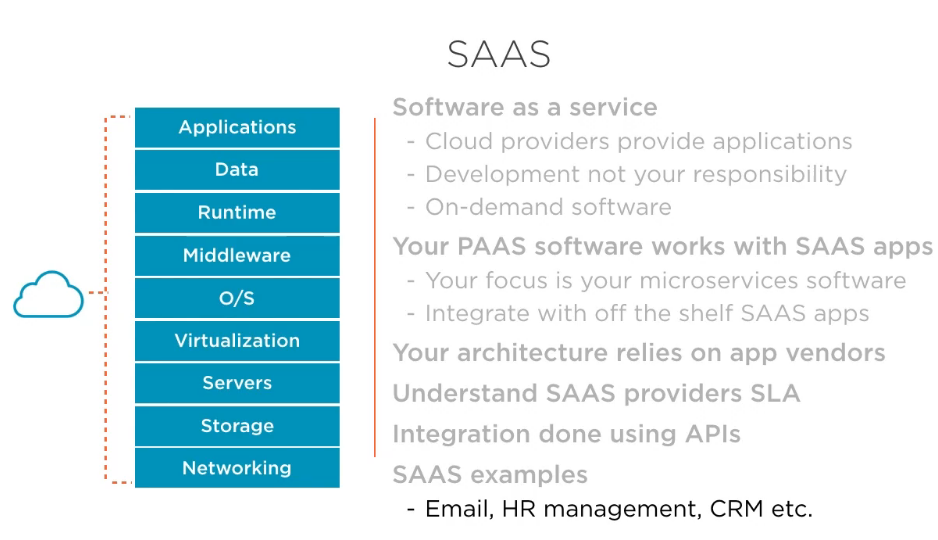 SAAS
Applications
Data
Runtime
Middleware
O/S
Virtualization
Servers
Storage
Networking
Software as a service
- Cloud providers provide applications
- Development not your responsibility
- On-demand software
Your PAAS software works with SAAS apps
- Your focus is your microservices software
- Integrate with off the shelf SAAS apps
Your architecture relies on app vendors
Understand SAAS providers SLA
Integration done using APIs
SAAS examples
- Email, HR management, CRM etc.